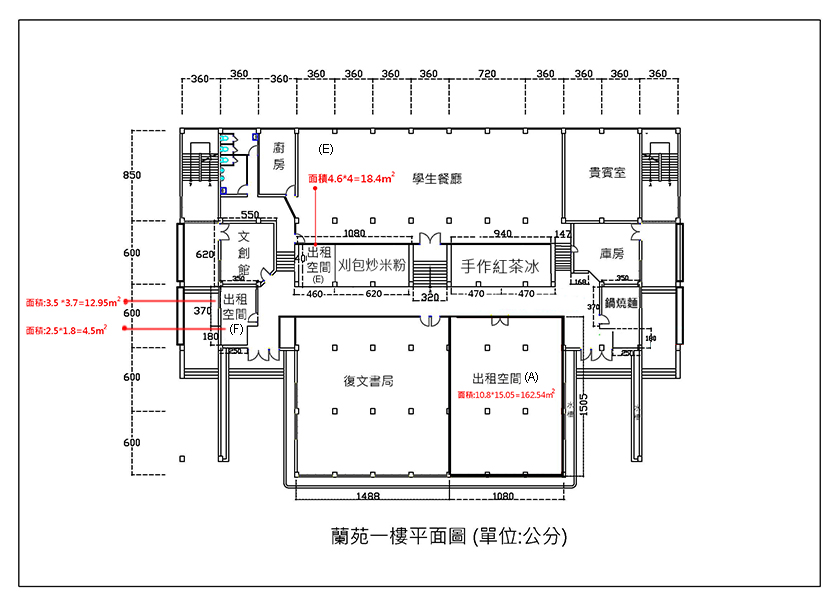 360 360 360 360 360 360 360 720 360 360 360 360
850
600
600
600
600
廚房
(E)
面積4.6*4=18.4m²
學生餐廳
貴賓室
550
1080
940
147
620
文創館
350
40
出租空間
(E)
刈包炒米粉
手作紅茶冰
庫房
460
620
320
470
470
168
350
面積:3.5 *3.7=12.95m²
370
出租空間
(F)
370
鍋燒麵
面積:2.5*1.8=4.5m²
180
250
180
250
復文書局
出租空間(A)
面積:10.8*15.05=162.54m²
水槽
1505
水槽
1488
1080
蘭苑一樓平面圖 (單位:公分)